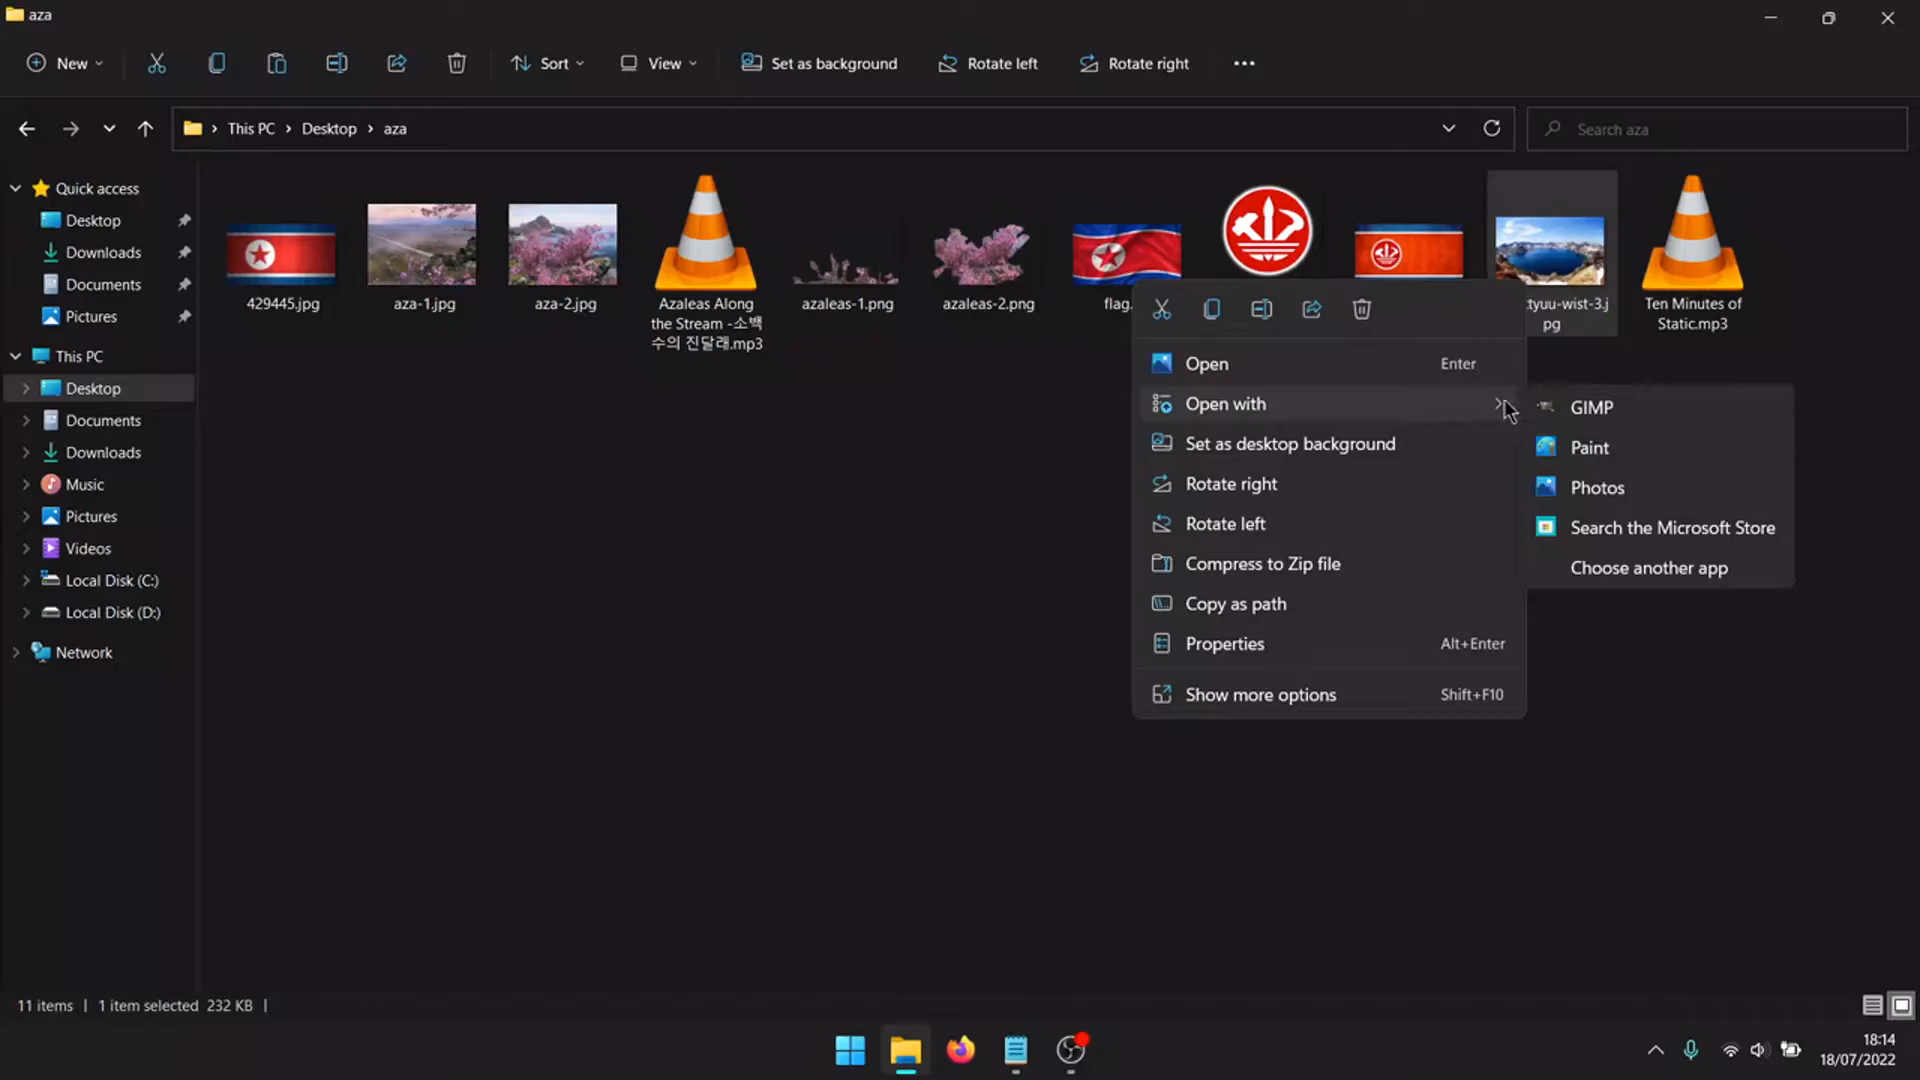 aza
New
Sort
View
Set as background
Rotate left
Rotate right
This PC
Desktop
aza
Search aza
Quick access
Desktop
Downloads
Documents
Pictures
This PC
Desktop
Documents
Downloads
Music
Pictures
Videos
Local Disk (C:)
Local Disk (D:)
Network
429445.jpg
aza-1.jpg
aza-2.jpg
Azaleas Along
the Stream -소백
수의 진달래.mp3
azaleas-1.png
azaleas-2.png
flag.
tyuu-wist-3.j
pg
Ten Minutes of
Static.mp3
Open Enter
Open with
Set as desktop background
Rotate right
Rotate left
Compress to Zip file
Copy as path
Properties Alt+Enter
Show more options Shift+F10
GIMP
Paint
Photos
Search the Microsoft Store
Choose another app
11 items | 1 item selected 232 KB |
18:14
18/07/2022